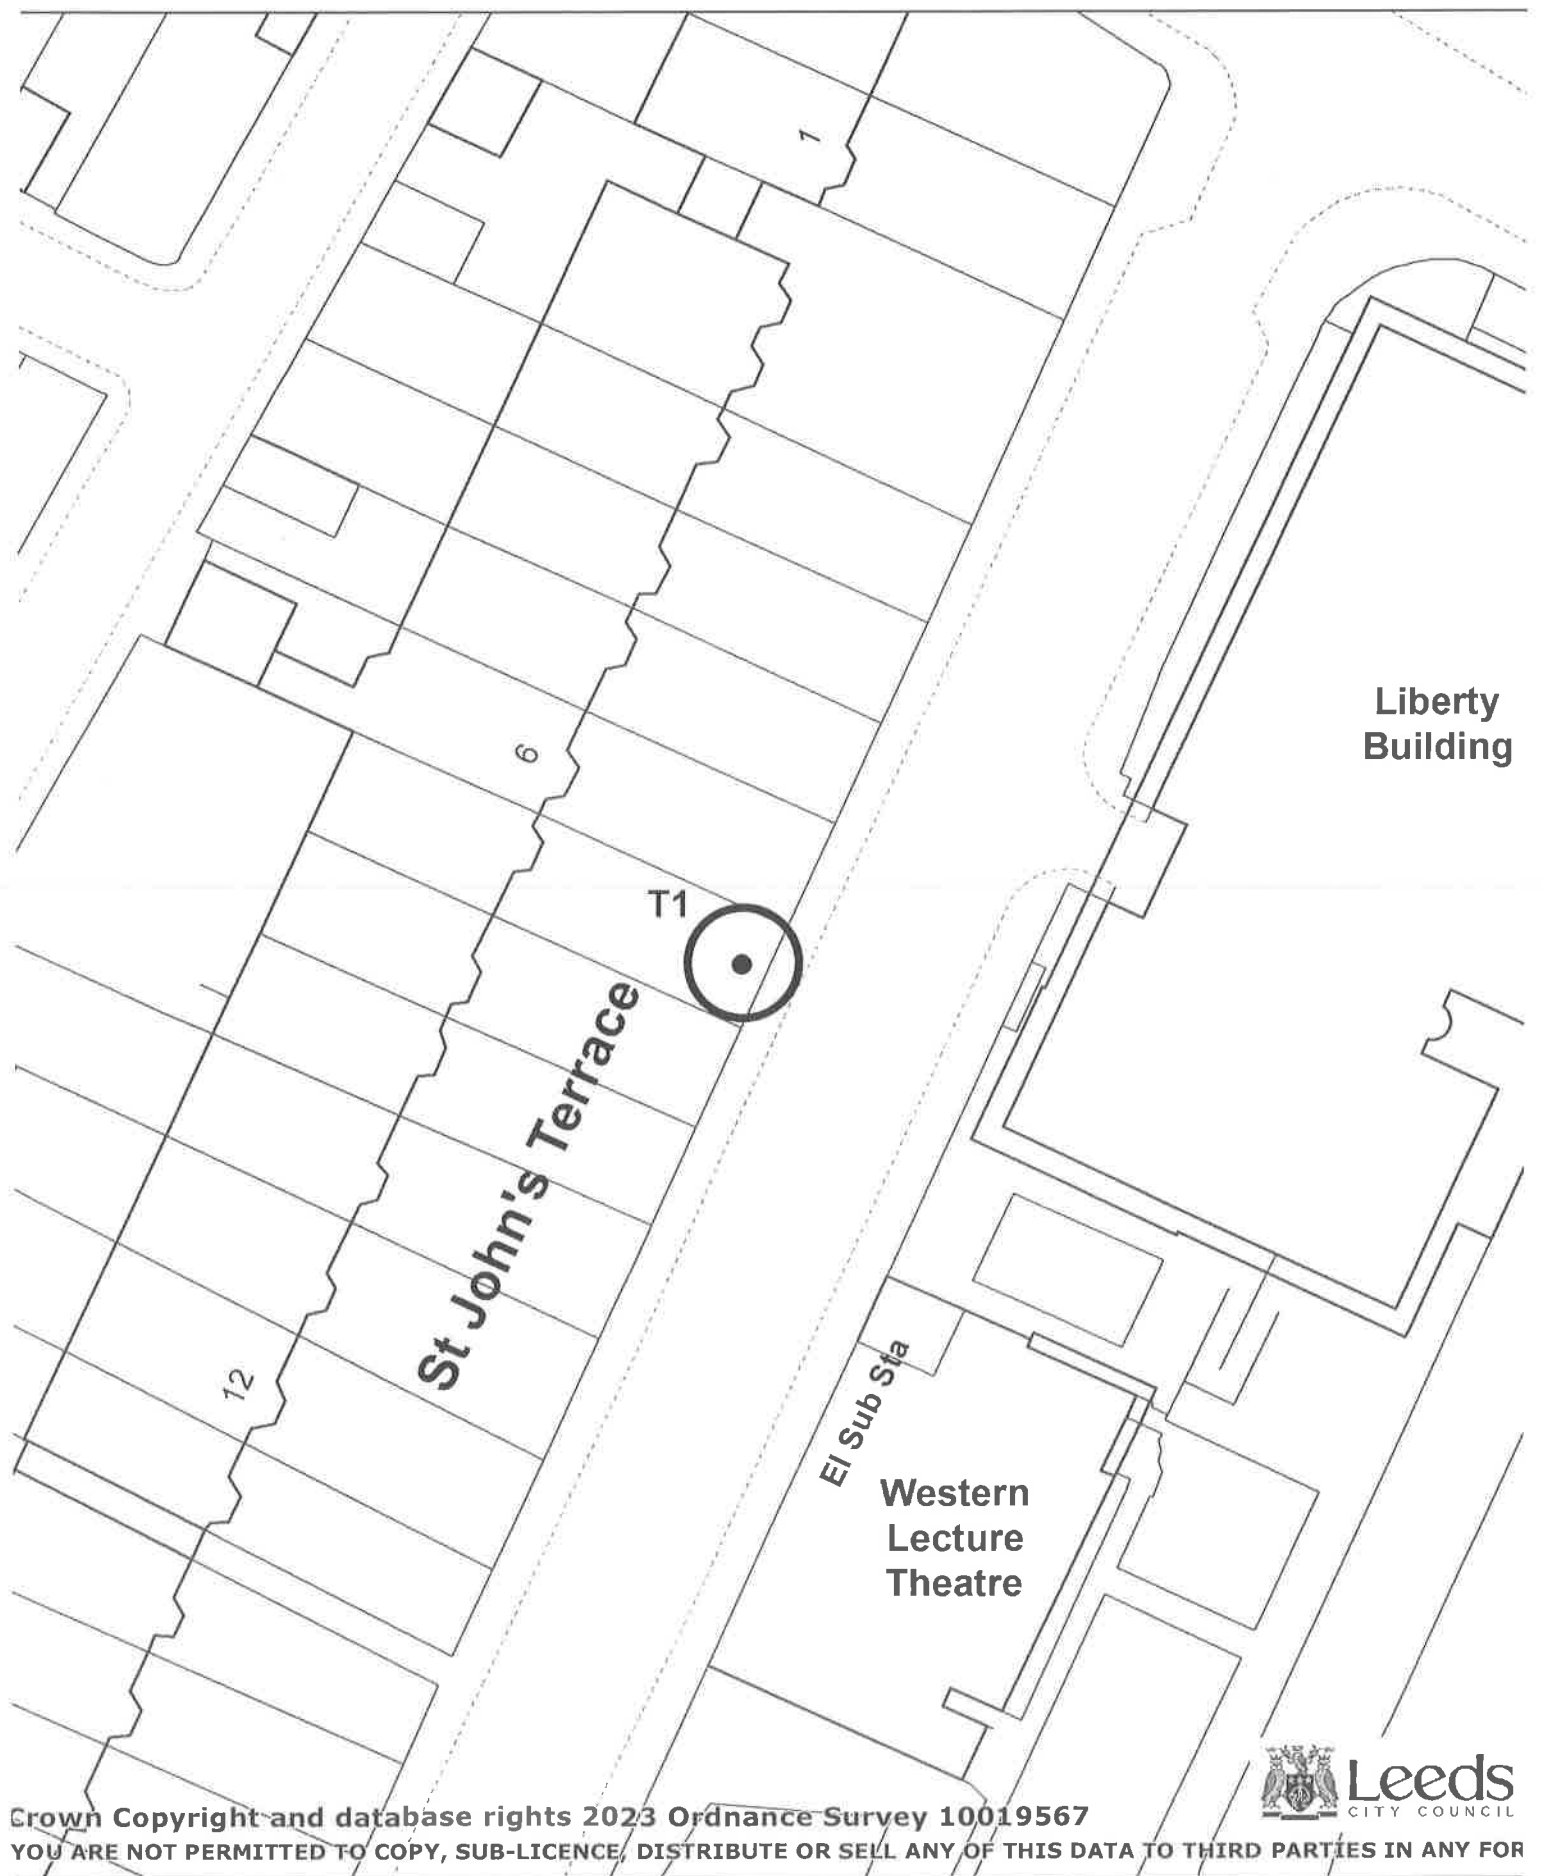 1
Liberty
Building
6
T1
St John's Terrace
12
El Sub Sta
Western
Lecture
Theatre
Leeds
CITY COUNCIL
Crown Copyright and database rights 2023 Ordnance Survey 10019567
YOU ARE NOT PERMITTED TO COPY, SUB-LICENCE, DISTRIBUTE OR SELL ANY OF THIS DATA TO THIRD PARTIES IN ANY FOR